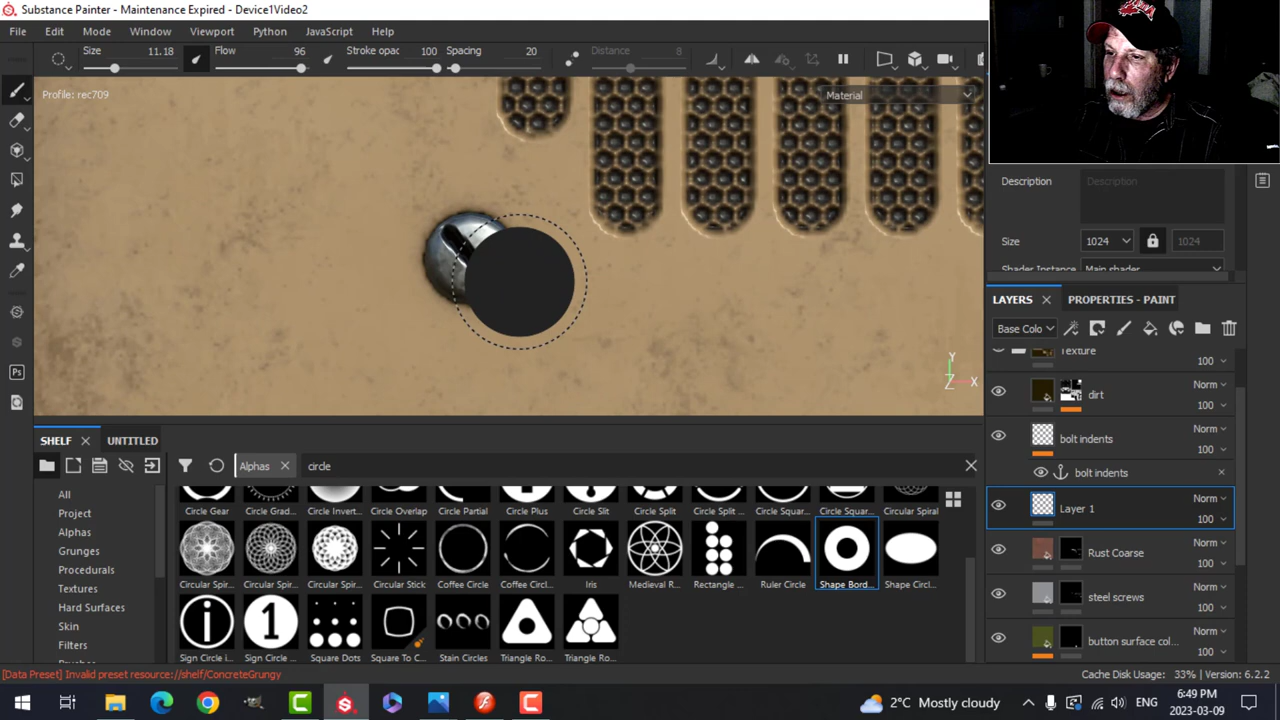 Substance Painter - Maintenance Expired - Device1Video2
File Edit Mode Window Viewport Python JavaScript Help
Size 11.18 Flow 96 Stroke opac 100 Spacing 20 Distance 8
Profile: rec709
Material
Description Description
Size 1024 1024
Shader Instance Main shader
Y
Z X
LAYERS PROPERTIES - PAINT
Base Colo
Texture
100
dirt Norm
100
bolt indents Norm
100
bolt indents
Layer 1 Norm
100
Rust Coarse Norm
100
steel screws Norm
100
button surface col... Norm
100
SHELF UNTITLED
Alphas circle
All
Project
Alphas
Grunges
Procedurals
Textures
Hard Surfaces
Skin
Filters
Circle Gear Circle Grad... Circle Invert... Circle Overlap Circle Partial Circle Plus Circle Slit Circle Split Circle Split ... Circle Squar... Circle Squar... Circular Spiral
Circular Spir... Circular Spir... Circular Spir... Circular Stick Coffee Circle Coffee Circl... Iris Medieval R... Rectangle ... Ruler Circle Shape Bord... Shape Circl...
Sign Circle i... Sign Circle ... Square Dots Square To C... Stain Circles Triangle Ro... Triangle Ro...
[Data Preset] Invalid preset resource://shelf/ConcreteGrungy
Cache Disk Usage: 33% | Version: 6.2.2
2°C Mostly cloudy
ENG
6:49 PM
2023-03-09